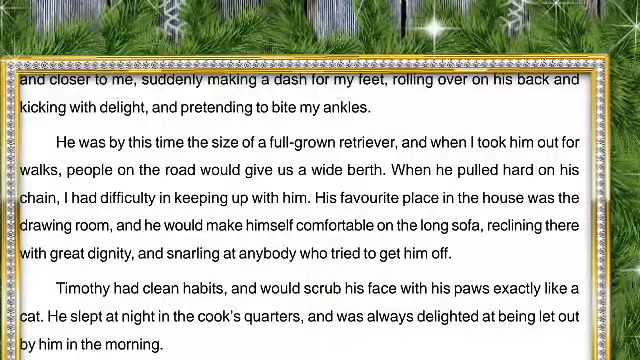 and closer to me, suddenly making a dash for my feet, rolling over on his back and
kicking with delight, and pretending to bite my ankles.
He was by this time the size of a full-grown retriever, and when I took him out for
walks, people on the road would give us a wide berth. When he pulled hard on his
chain, I had difficulty in keeping up with him. His favourite place in the house was the
drawing room, and he would make himself comfortable on the long sofa, reclining there
with great dignity, and snarling at anybody who tried to get him off.
Timothy had clean habits, and would scrub his face with his paws exactly like a
cat. He slept at night in the cook's quarters, and was always delighted at being let out
by him in the morning.